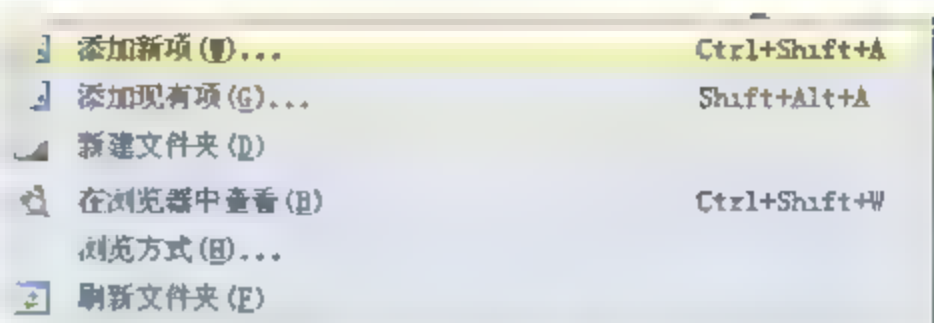 添加新项(W)... Ctrl+Shift+A
添加现有项(G)... Shift+Alt+A
新建文件夹(D)
在浏览器中查看(B) Ctrl+Shift+W
浏览方式(H)...
刷新文件夹(F)